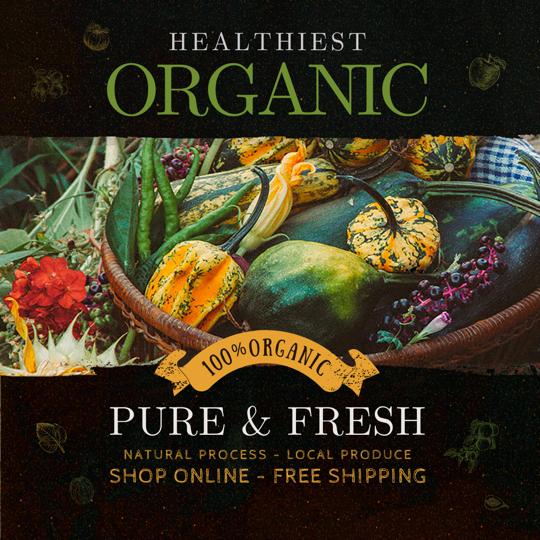 HEALTHIEST
ORGANIC
100% ORGANIC
PURE & FRESH
NATURAL PROCESS - LOCAL PRODUCE
SHOP ONLINE - FREE SHIPPING